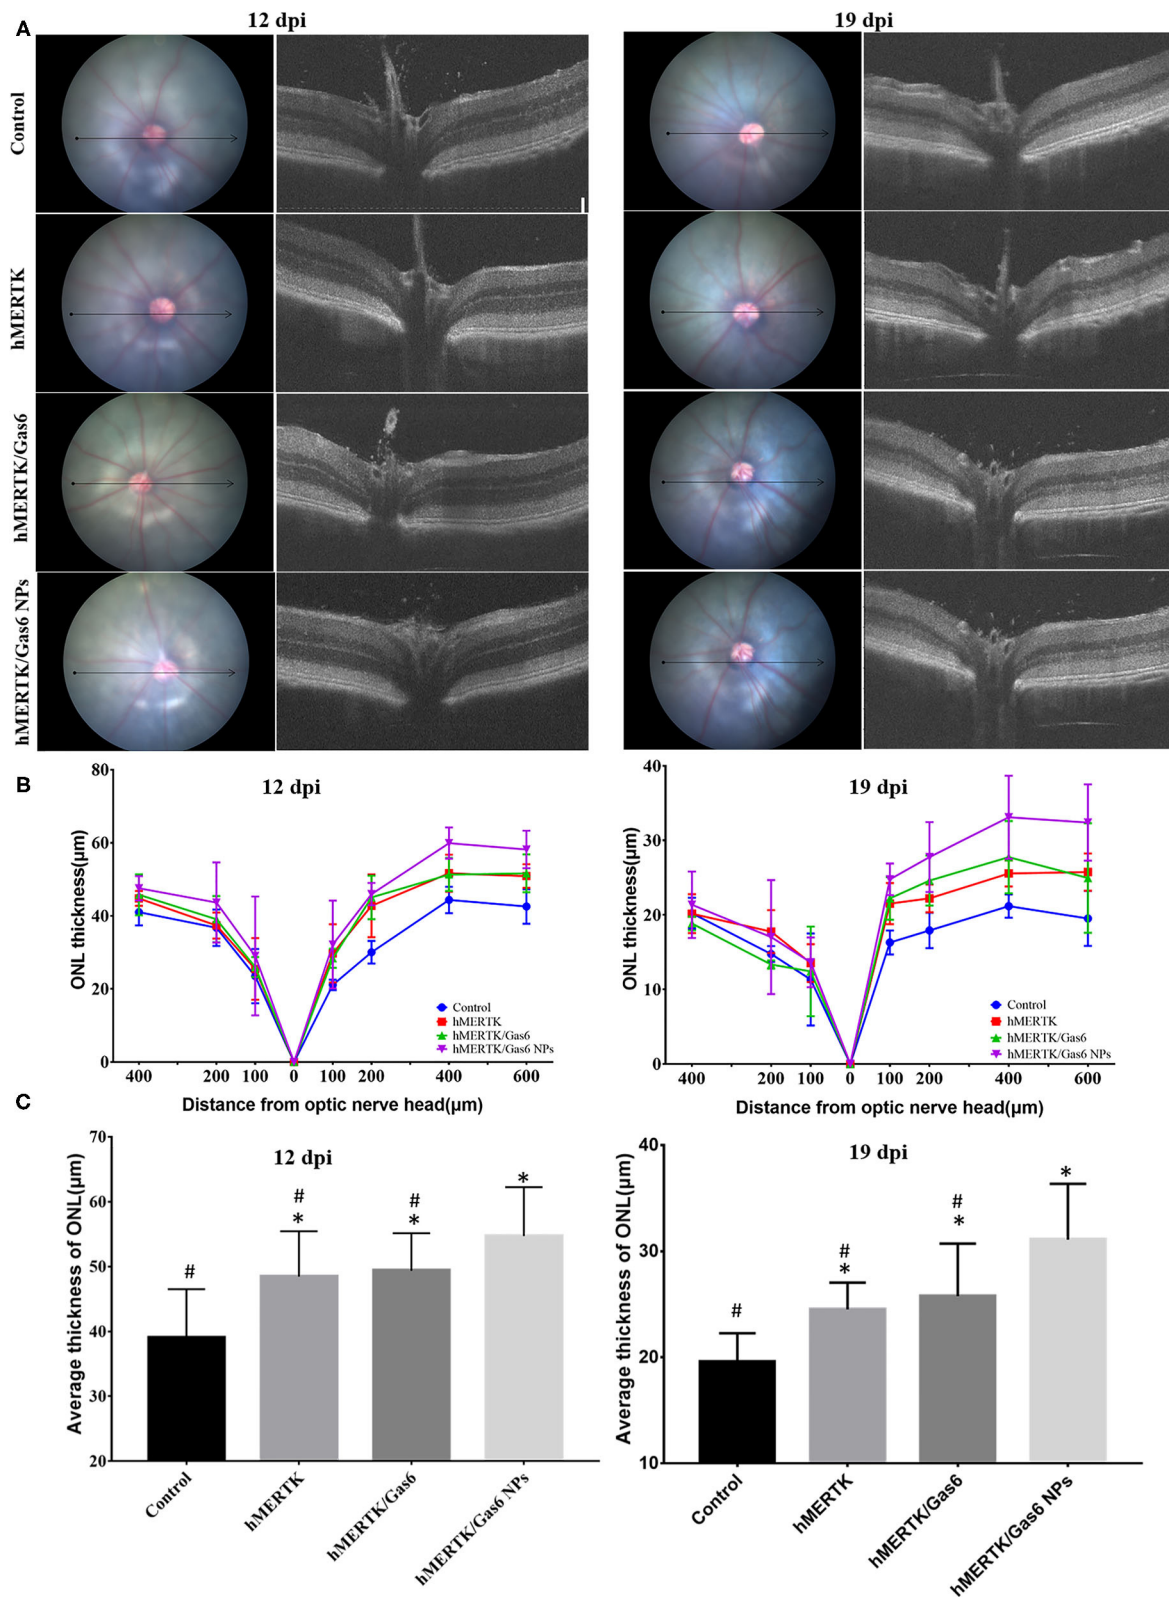 A
12 dpi
19 dpi
Control
hMERTK
hMERTK/Gas6
hMERTK/Gas6 NPs
B
12 dpi
ONL thickness(μm)
80
60
40
20
0
400
200
100
0
100
200
400
600
Distance from optic nerve head(μm)
Control
hMERTK
hMERTK/Gas6
hMERTK/Gas6 NPs
19 dpi
ONL thickness(μm)
40
30
20
10
0
400
200
100
0
100
200
400
600
Distance from optic nerve head(μm)
Control
hMERTK
hMERTK/Gas6
hMERTK/Gas6 NPs
C
12 dpi
Average thickness of ONL(μm)
70
60
50
40
30
20
#
#
*
#
*
*
Control
hMERTK
hMERTK/Gas6
hMERTK/Gas6 NPs
19 dpi
Average thickness of ONL(μm)
40
30
20
10
#
#
*
#
*
*
Control
hMERTK
hMERTK/Gas6
hMERTK/Gas6 NPs